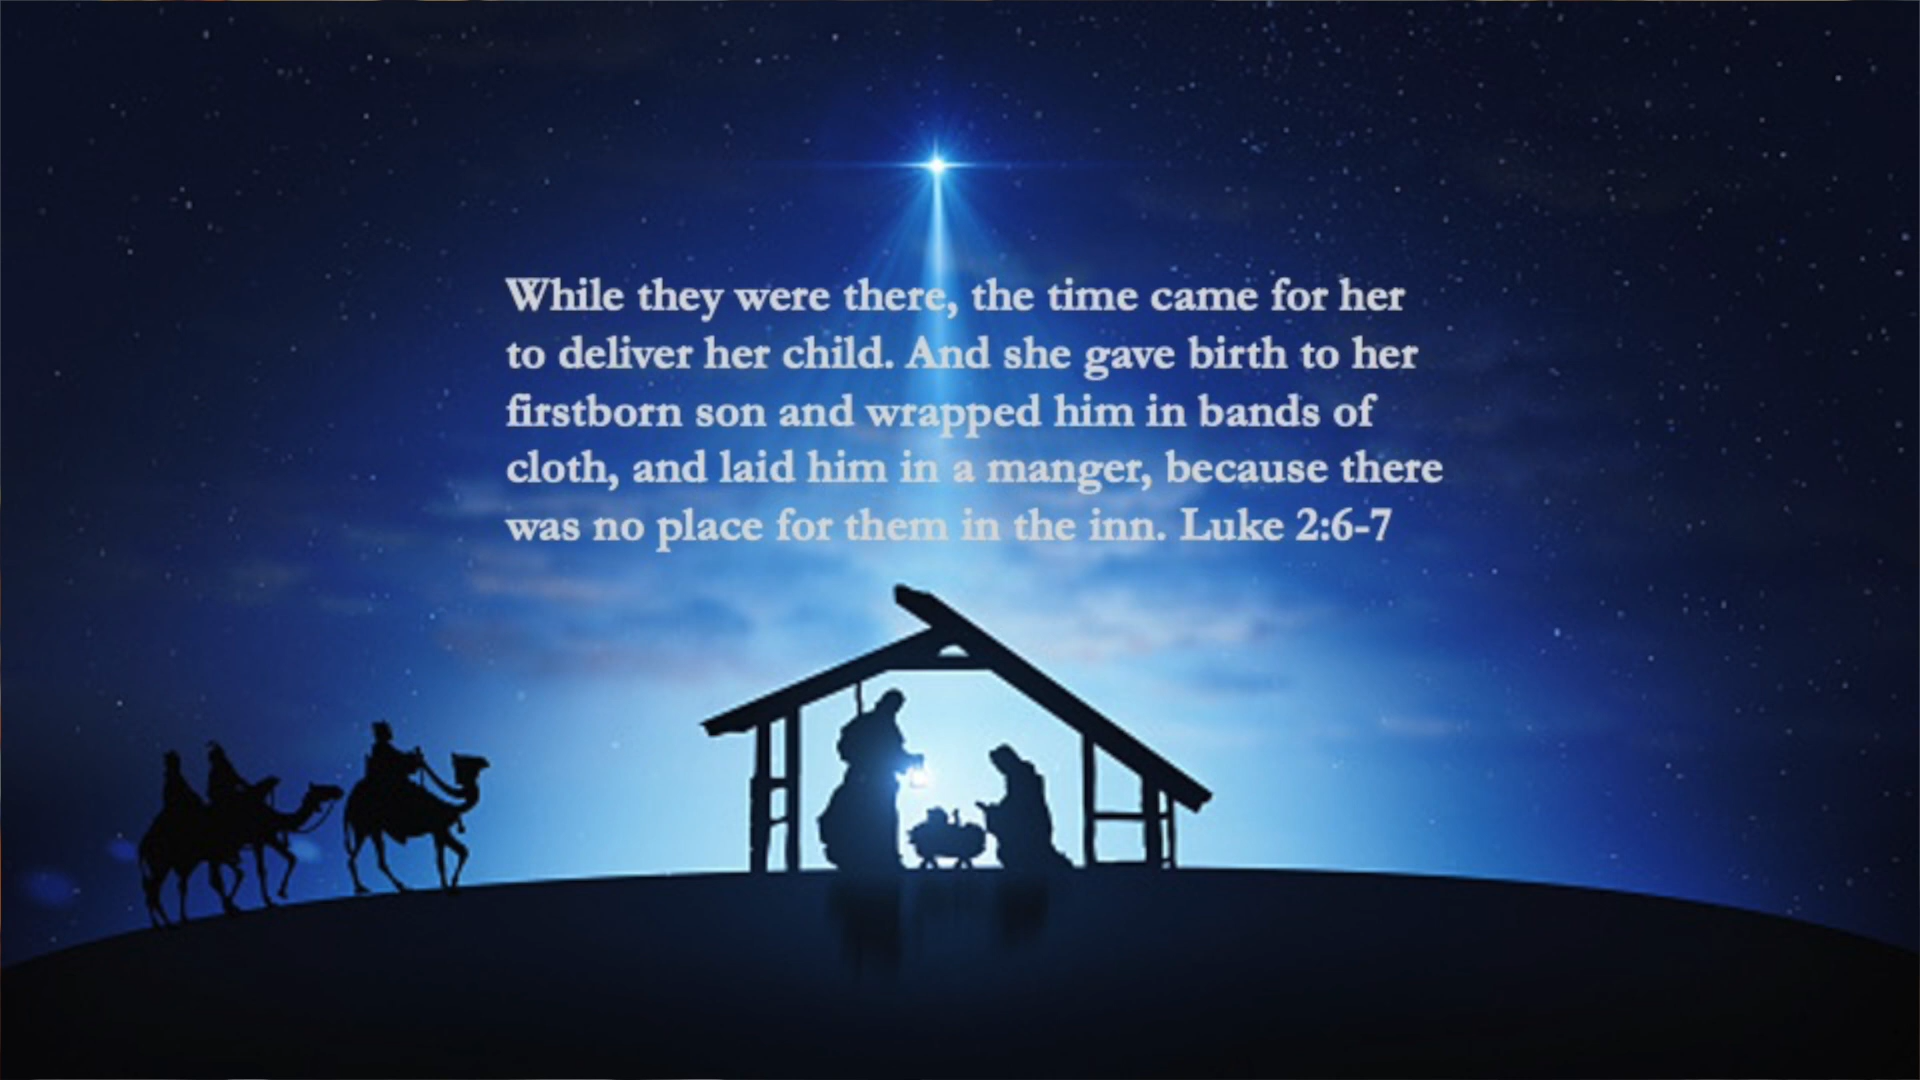 While they were there, the time came for her
to deliver her child. And she gave birth to her
firstborn son and wrapped him in bands of
cloth, and laid him in a manger, because there
was no place for them in the inn. Luke 2:6-7